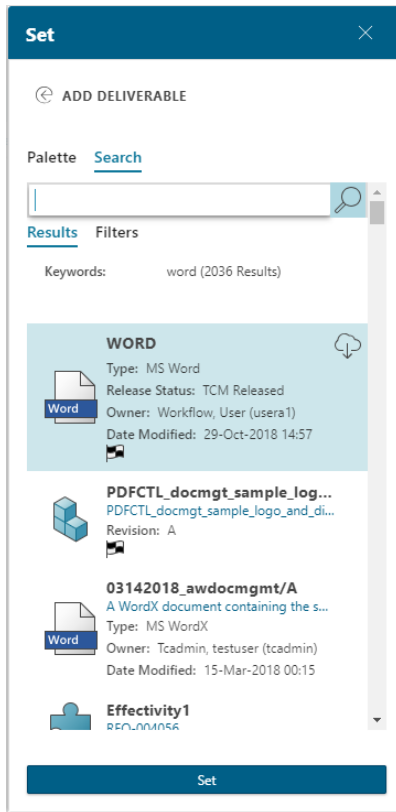 Set
ADD DELIVERABLE
Palette Search
Results Filters
Keywords: word (2036 Results)
WORD
Type: MS Word
Release Status: TCM Released
Word
Owner: Workflow, User (usera1)
Date Modified: 29-Oct-2018 14:57
PDFCTL_docmgt_sample_log...
PDFCTL_docmgt_sample_logo_and_di...
Revision: A
03142018_awdocmgmt/A
A WordX document containing the s...
Type: MS WordX
Word
Owner: Tcadmin, testuser (tcadmin)
Date Modified: 15-Mar-2018 00:15
Effectivity1
REQ-004056
Set